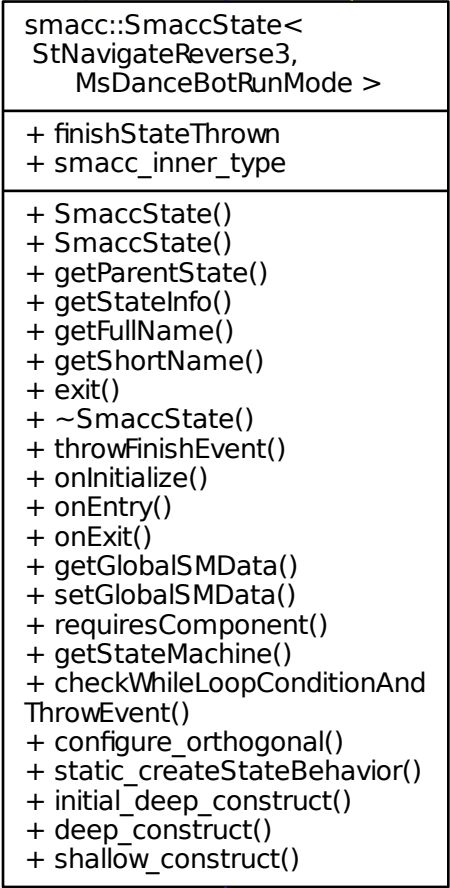 smacc::SmaccState<
StNavigateReverse3,
MsDanceBotRunMode >
+ finishStateThrown
+ smacc_inner_type
+ SmaccState()
+ SmaccState()
+ getParentState()
+ getStateInfo()
+ getFullName()
+ getShortName()
+ exit()
+ ~SmaccState()
+ throwFinishEvent()
+ onInitialize()
+ onEntry()
+ onExit()
+ getGlobalSMData()
+ setGlobalSMData()
+ requiresComponent()
+ getStateMachine()
+ checkWhileLoopConditionAnd
ThrowEvent()
+ configure_orthogonal()
+ static_createStateBehavior()
+ initial_deep_construct()
+ deep_construct()
+ shallow_construct()